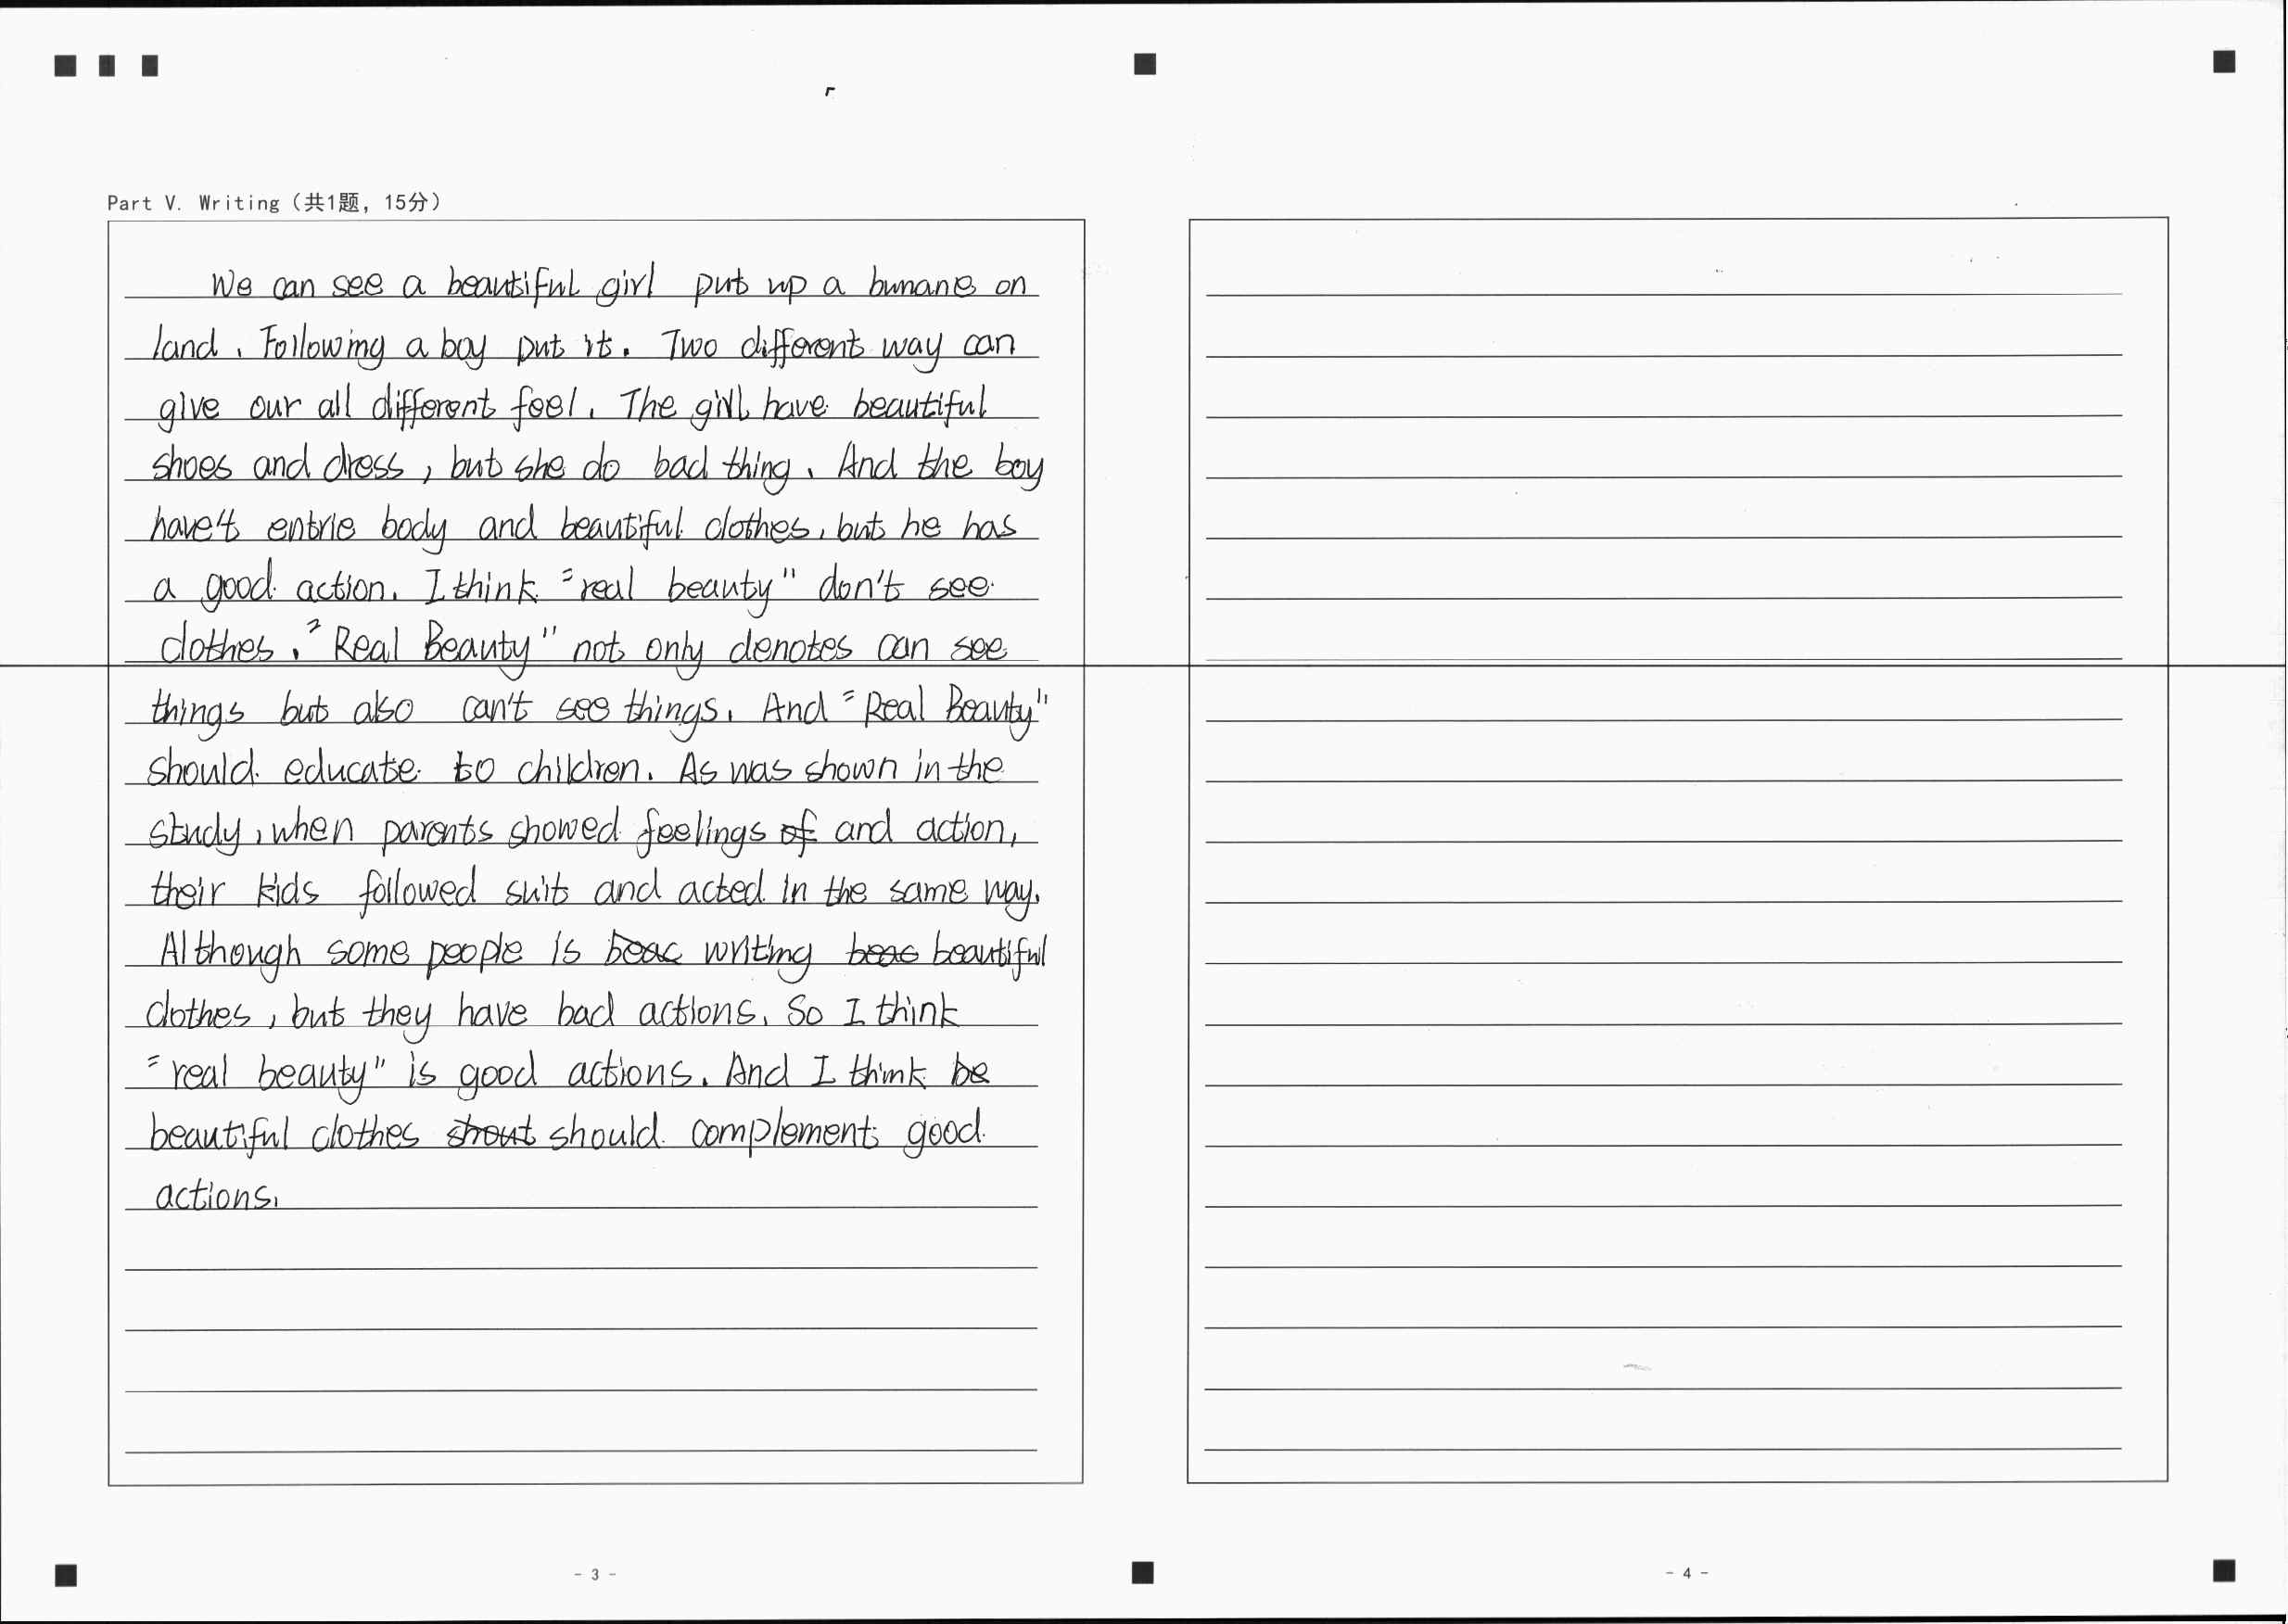 Part V. Writing（共1题，15分）
We can see a beautiful girl put up a bunane on
land. Following a boy put it. Two different way can
give our all different feel. The girl have beautiful
shoes and dress, but she do bad thing. And the boy
have't entrie body and beautiful clothes, but he has
a good action. I think "real beauty" don't see
clothes. "Real Beauty" not only denotes can see
things but also can't see things. And "Real Beauty"
should educate to children. As was shown in the
study, when parents showed feelings of and action,
their kids followed suit and acted in the same way.
Although some people is beac writing beac beautiful
clothes, but they have bad actions. So I think
"real beauty" is good actions. And I think be
beautiful clothes shout should complement good
actions.
- 3 -
- 4 -